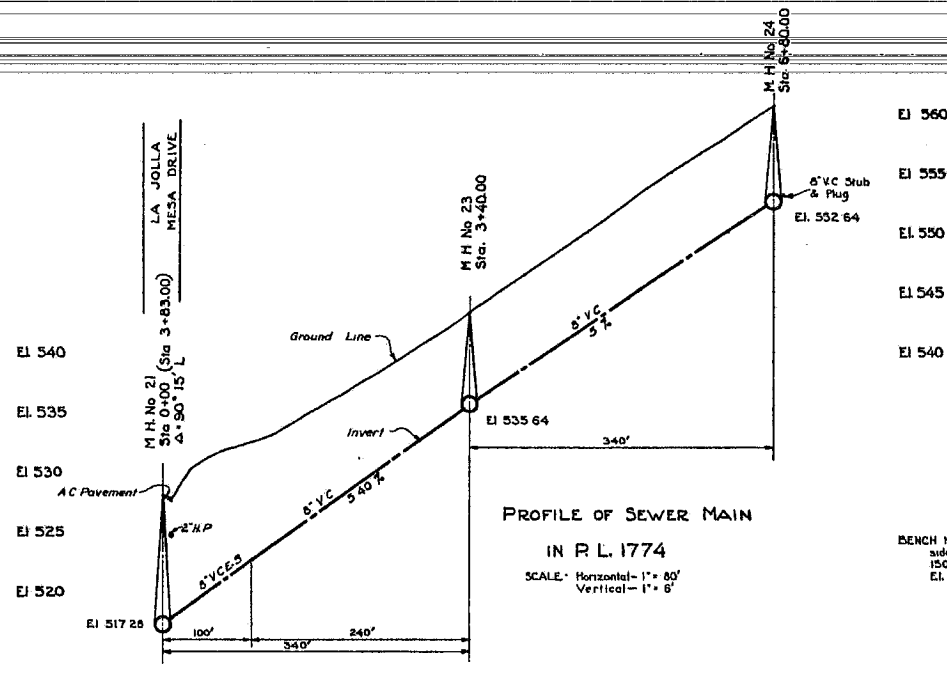 M. H. No. 24
Sta. 6+80.00
LA JOLLA
MESA DRIVE
M H No 23
Sta. 3+40.00
M H. No 21
Sta 0+00 (Sta 3+83.00)
Δ = 90° 15' L
El 560
El 555
El. 550
El. 545
El 540
8" V.C Stub
& Plug
El. 552 64
8" V.C
5 %
Ground Line
El 540
El. 535
El 530
El 525
El 520
A C Pavement
2" H.P
Invert
El 535 64
340'
8" V C
5 40 %
8" V C E-S
El 517 28
100'
240'
340'
PROFILE OF SEWER MAIN
IN P. L. 1774
SCALE - Horizontal - 1" = 80'
Vertical - 1" = 6'
BENCH
sid
150
El.